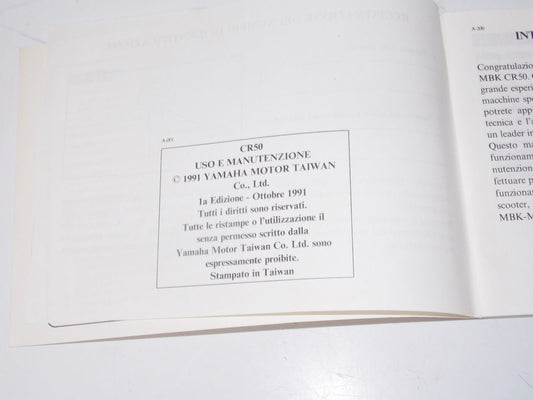 A-001
CR50
USO E MANUTENZIONE
© 1991 YAMAHA MOTOR TAIWAN
Co., Ltd.
1a Edizione - Ottobre 1991
Tutti i diritti sono riservati.
Tutte le ristampe o l'utilizzazione il
senza permesso scritto dalla
Yamaha Motor Taiwan Co. Ltd. sono
espressamente proibite.
Stampato in Taiwan
A-200
INT
Congratulazio
MBK CR50.
grande esperi
macchine spo
potrete app
tecnica e l'
un leader in
Questo ma
funzionam
nutenzion
fettuare p
funziona
scooter,
MBK-M